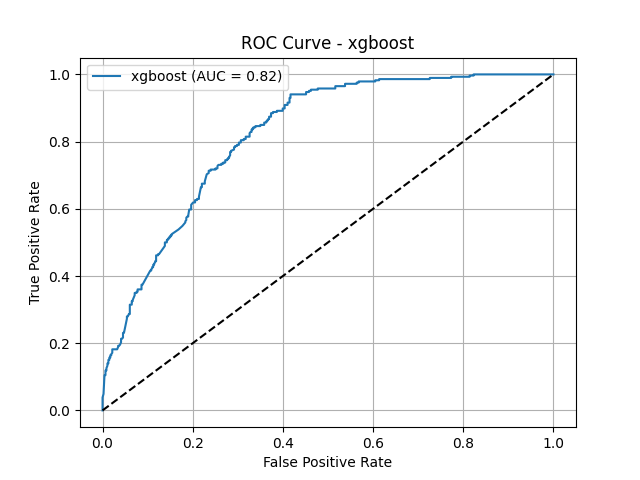 ROC Curve - xgboost
xgboost (AUC = 0.82)
True Positive Rate
1.0
0.8
0.6
0.4
0.2
0.0
0.0 0.2 0.4 0.6 0.8 1.0
False Positive Rate